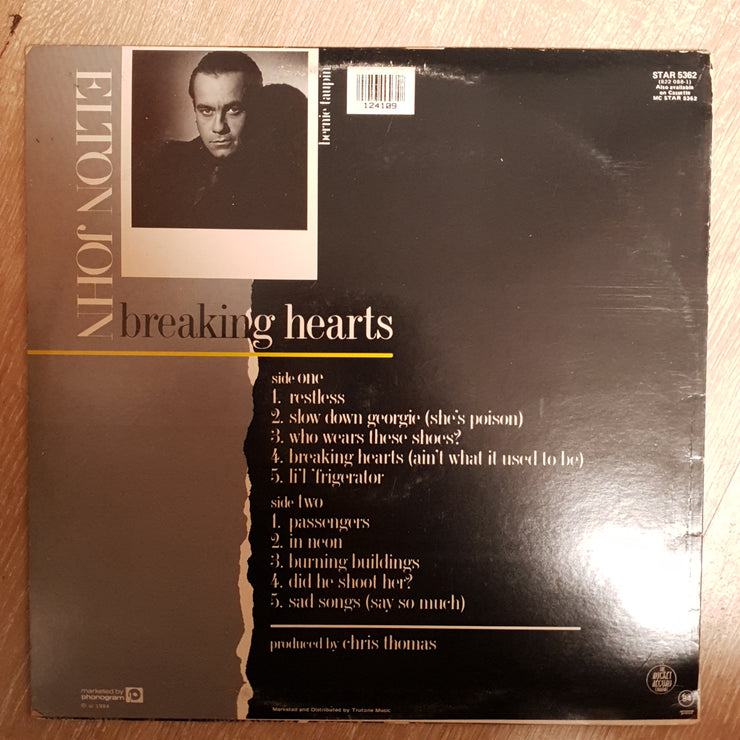 ELTON JOHN
bernie taupin
124109
STAR 5362
(822 088-1)
Also available
on Cassette
MC STAR 5362
breaking hearts
side one
1. restless
2. slow down georgie (she's poison)
3. who wears these shoes?
4. breaking hearts (ain't what it used to be)
5. li'l 'frigerator
side two
1. passengers
2. in neon
3. burning buildings
4. did he shoot her?
5. sad songs (say so much)
produced by chris thomas
marketed by
phonogram
1984
Marketed and Distributed by Trutone Music
THE
ROCKET
RECORD
COMPANY